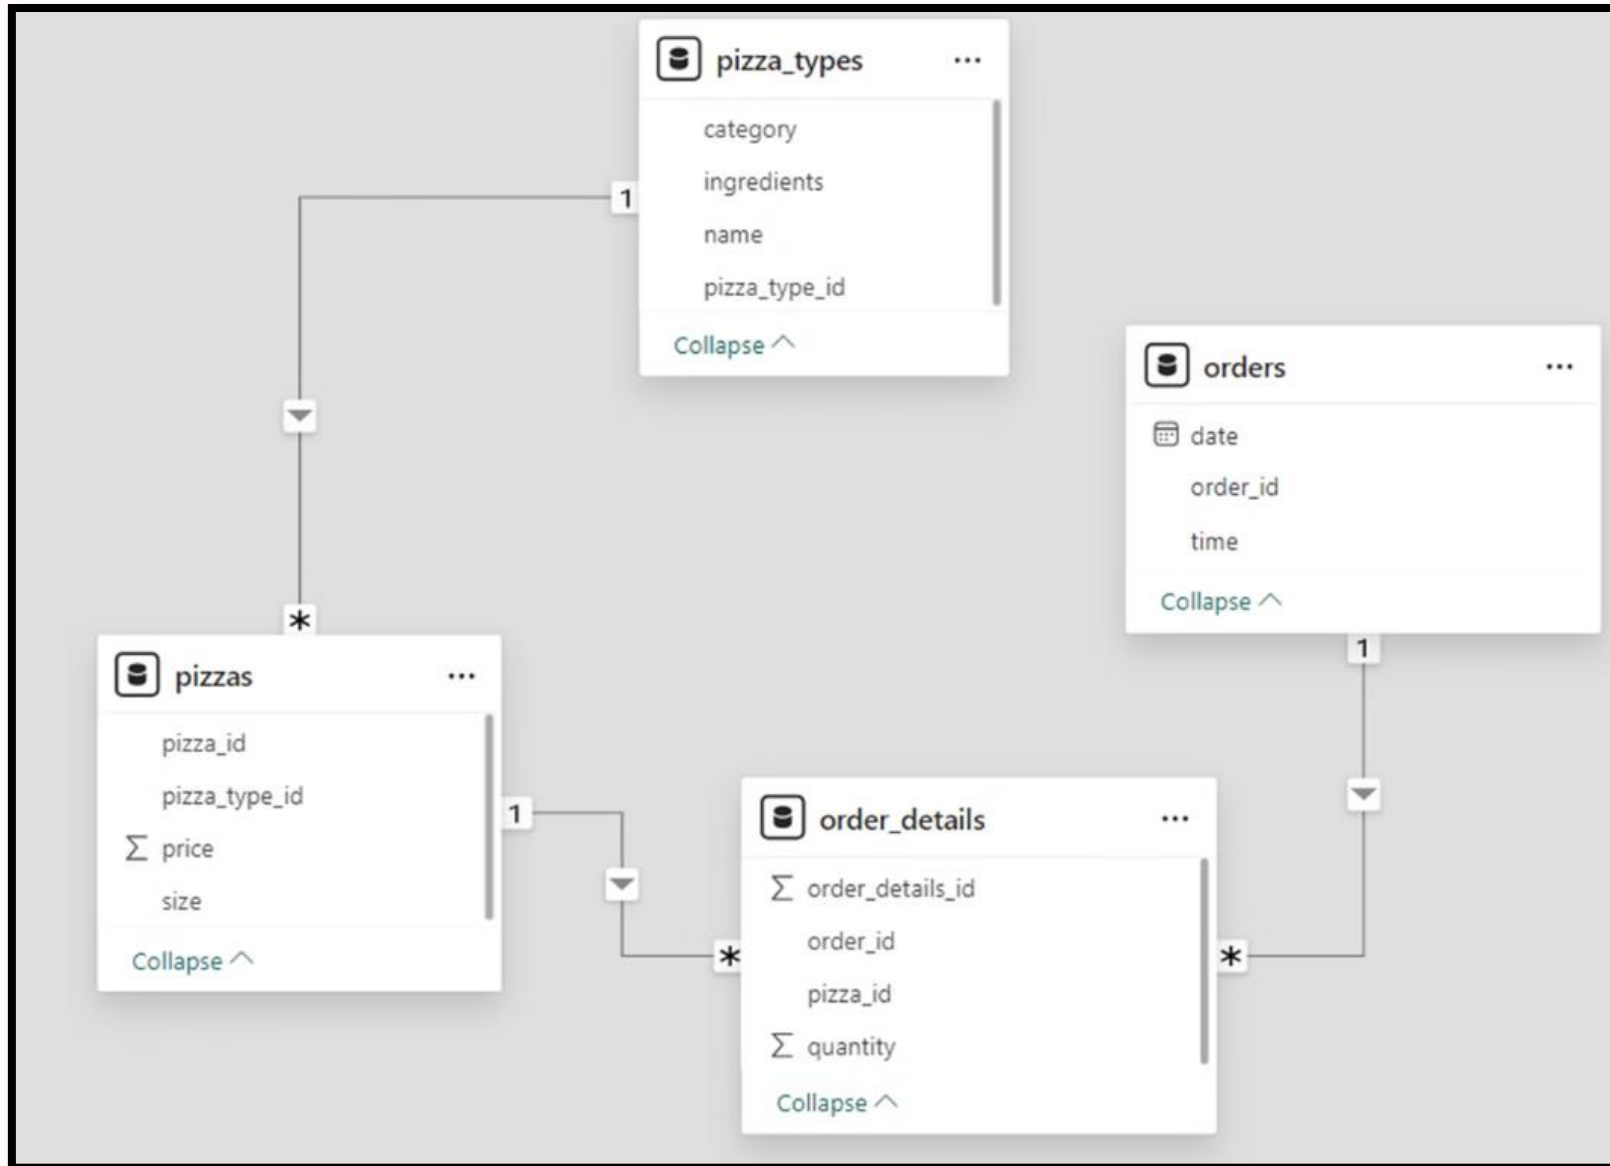 pizza_types ...
category
ingredients
name
pizza_type_id
Collapse
1
orders ...
date
order_id
time
Collapse
1
*
pizzas ...
pizza_id
pizza_type_id
Σ price
size
Collapse
1
order_details ...
Σ order_details_id
order_id
pizza_id
Σ quantity
Collapse
*
*